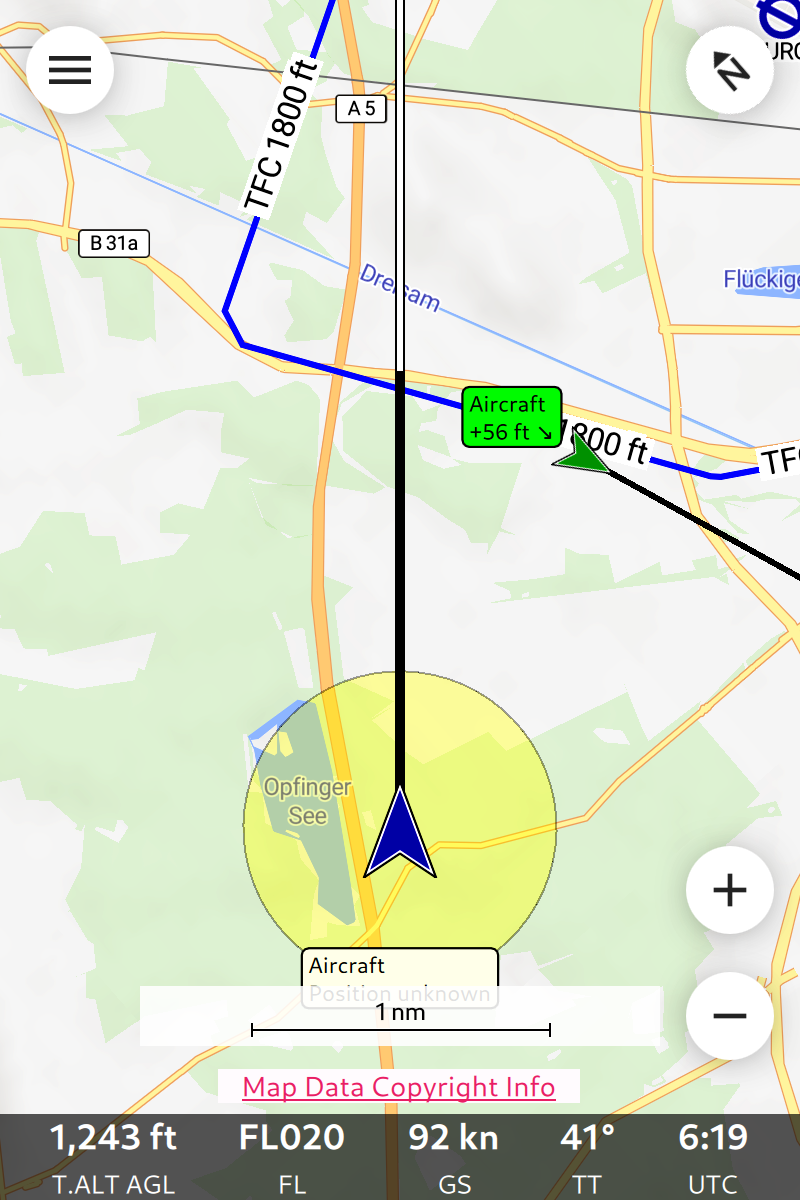 TFC 1800 ft
A 5
B 31a
Dreisam
Flückige
Aircraft
+56 ft ↘
1800 ft
TFC
Opfinger
See
Aircraft
Position unknown
1 nm
Map Data Copyright Info
1,243 ft FL020 92 kn 41° 6:19
T.ALT AGL FL GS TT UTC